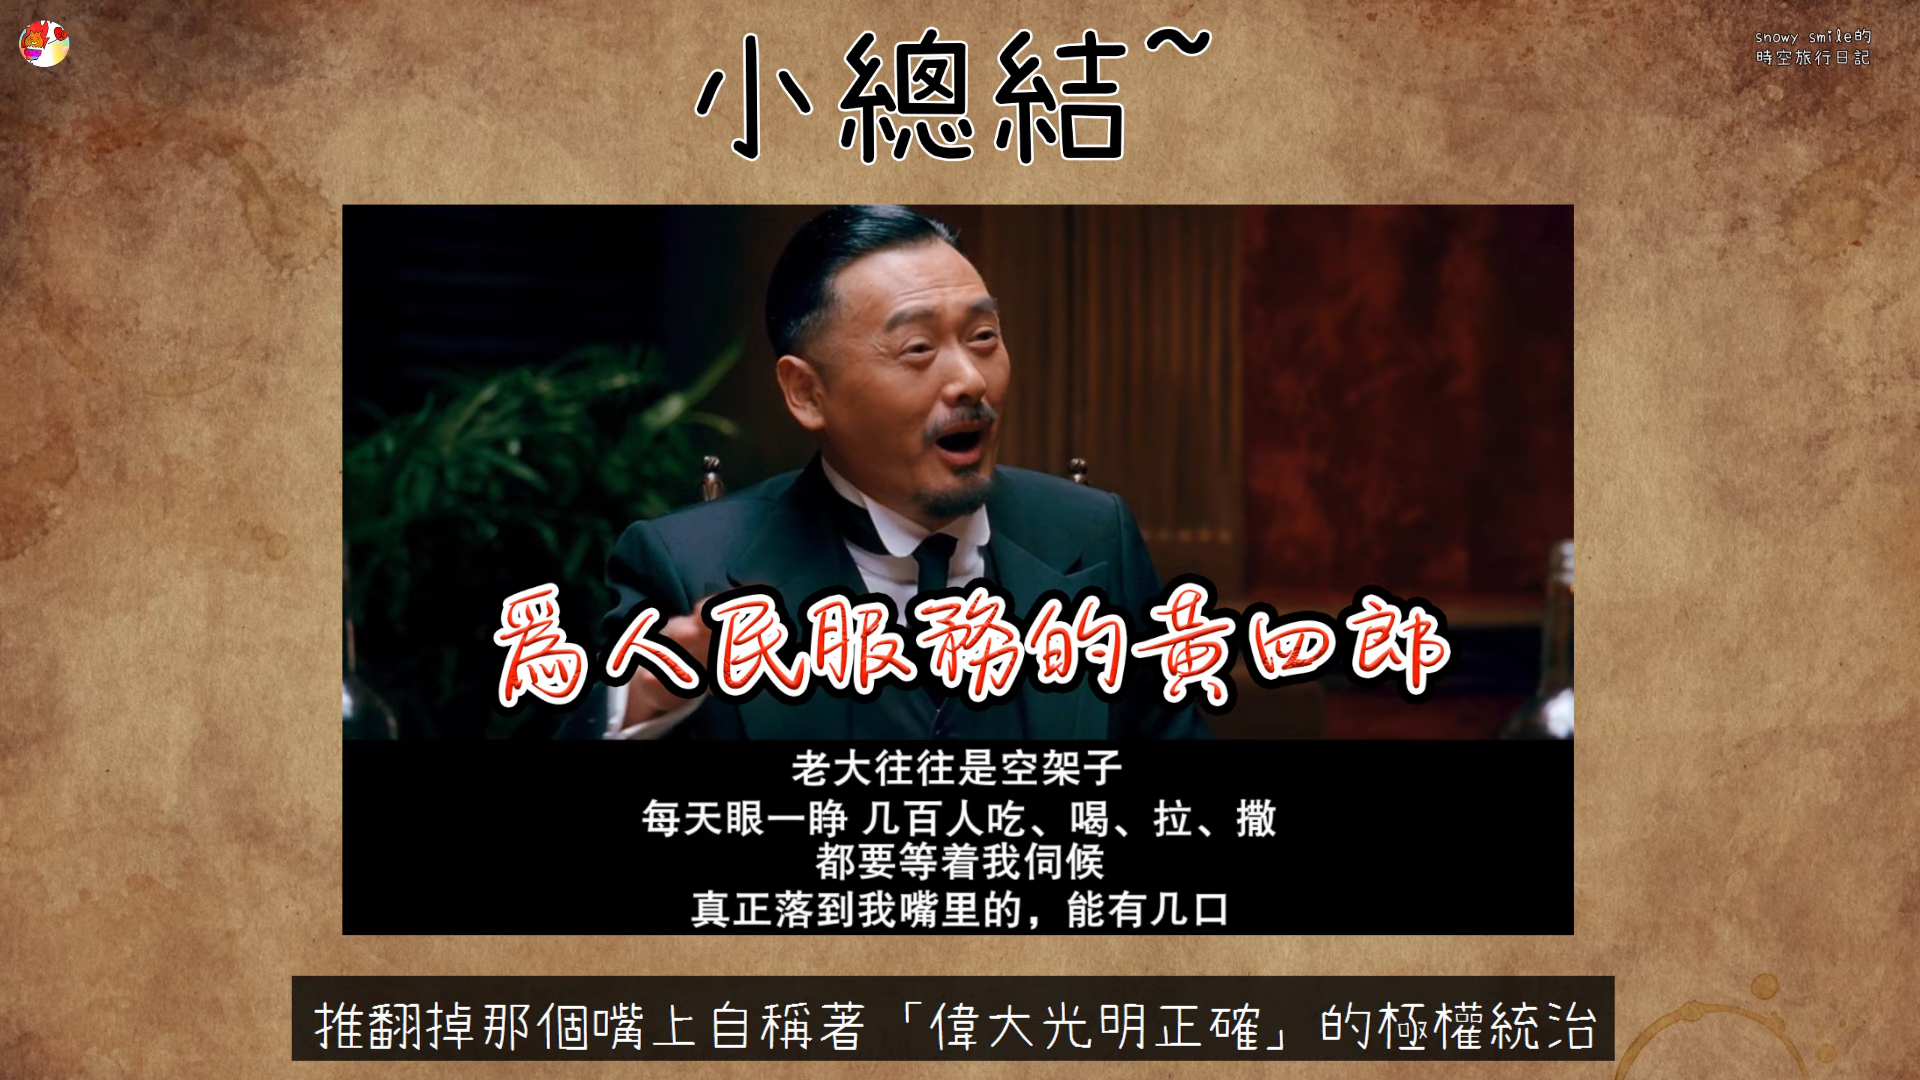 小總結~
snowy smile的
時空旅行日記
爲人民服務的黃四郎
老大往往是空架子
每天眼一睁 几百人吃、喝、拉、撒
都要等着我伺候
真正落到我嘴里的，能有几口
推翻掉那個嘴上自稱著「偉大光明正確」的極權統治